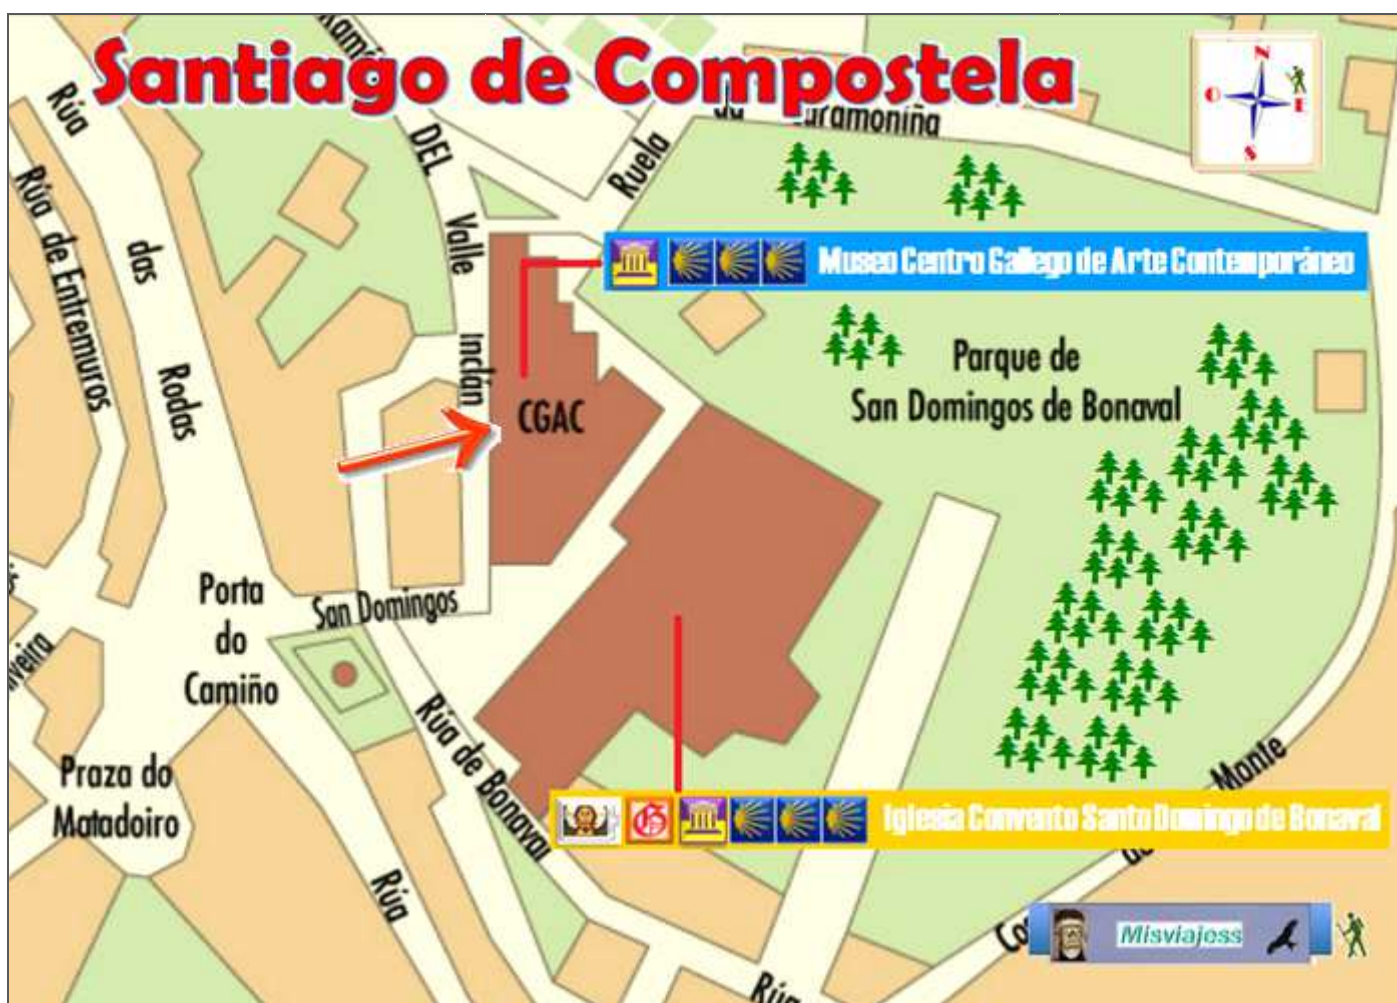 Santiago de Compostela
N
O
E
S
Rúa
das
Rodas
Rúa de Entremuros
DEL
Valle
Inclán
Ruela
Museo Centro Gallego de Arte Contemporáneo
CGAC
Parque de
San Domingos de Bonaval
Porta
do
Camiño
San Domingos
Praza do
Matadoiro
Rúa de Bonaval
Rúa
Iglesia Convento Santo Domingo de Bonaval
Monte
Rúa
Misviajess